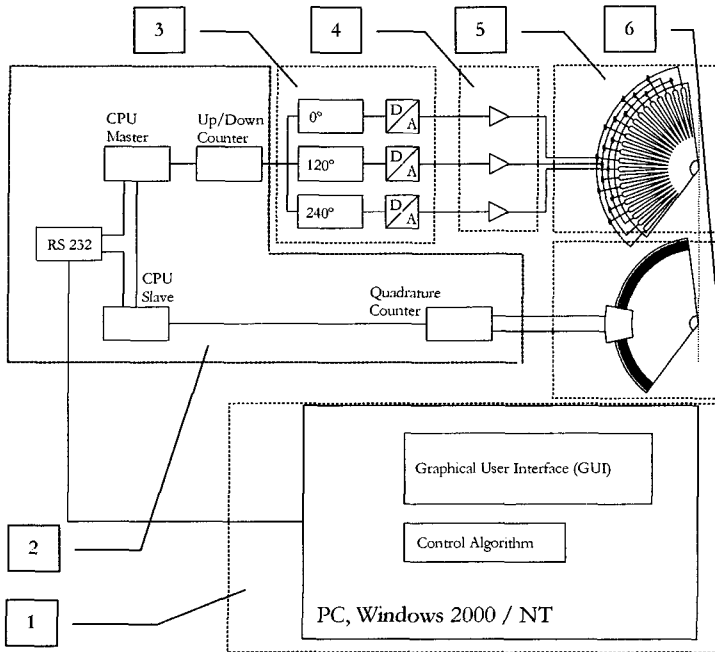 3
4
5
6
CPU
Master
Up/Down
Counter
0°
D
A
120°
D
A
240°
D
A
RS 232
CPU
Slave
Quadrature
Counter
Graphical User Interface (GUI)
Control Algorithm
2
1
PC, Windows 2000 / NT